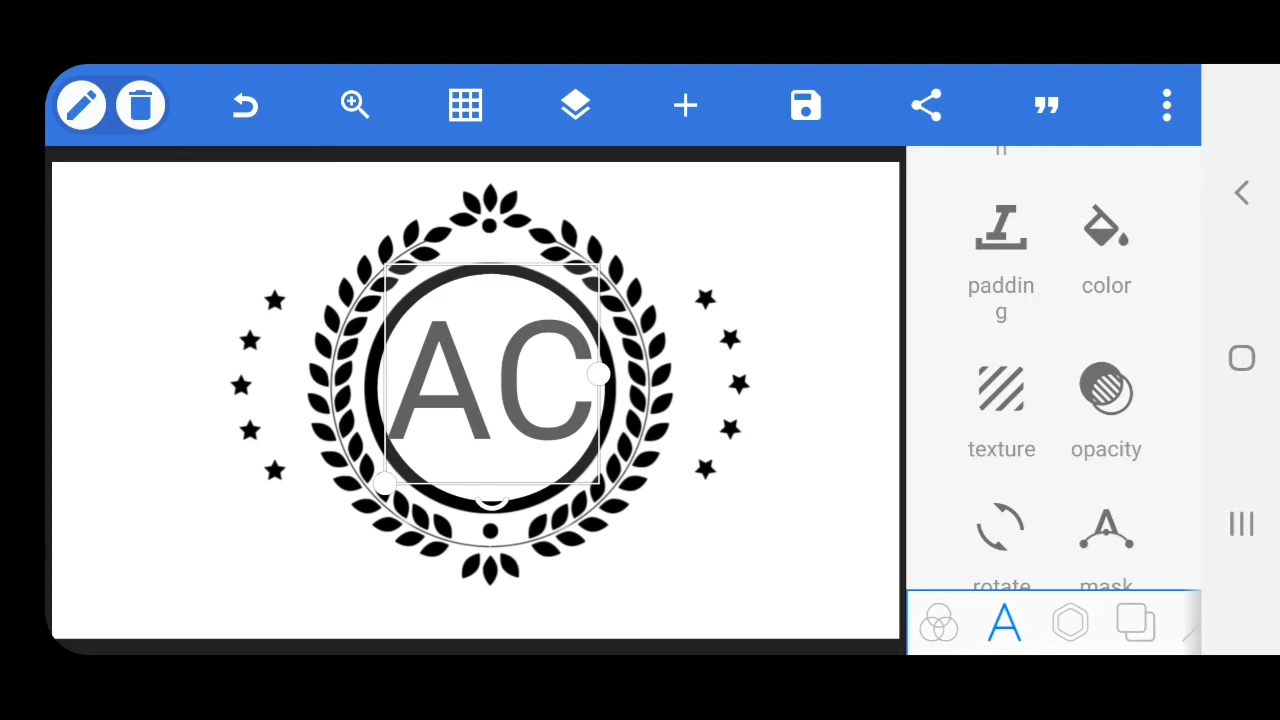 AC
padding
color
texture
opacity
rotate
mask